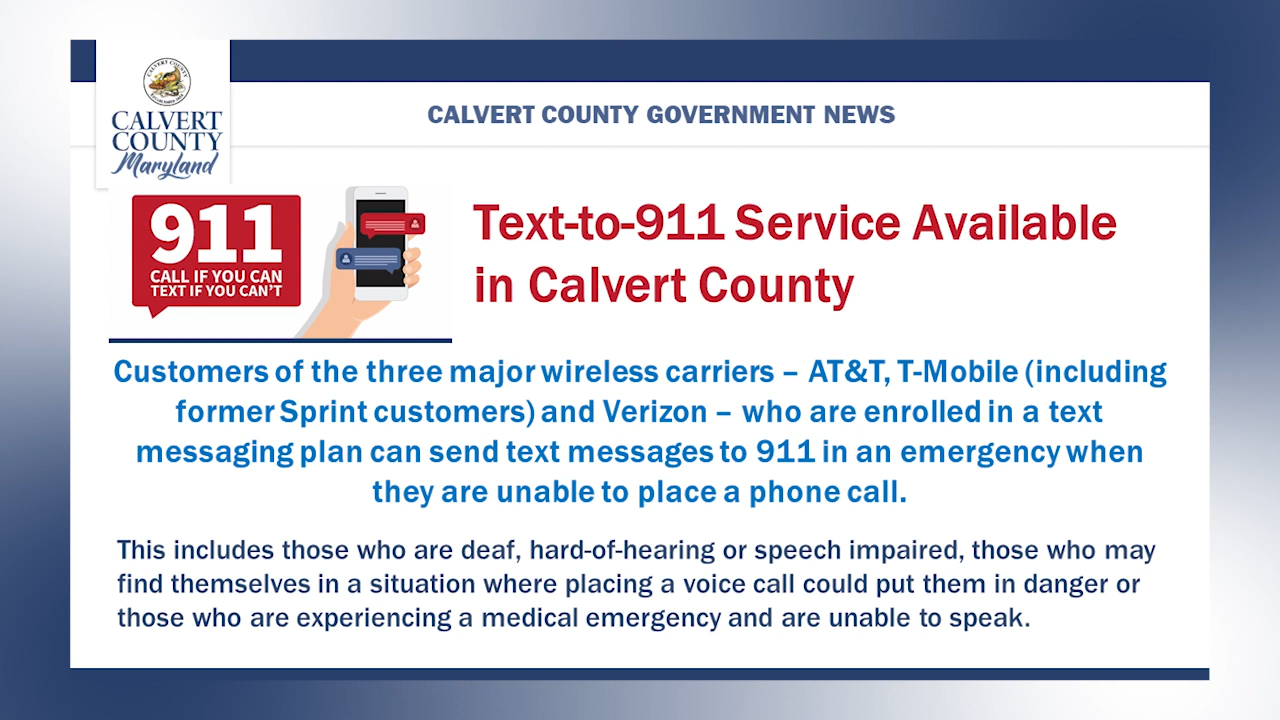 CALVERT COUNTY
CALVERT
COUNTY
Maryland
CALVERT COUNTY GOVERNMENT NEWS
911
CALL IF YOU CAN
TEXT IF YOU CAN'T
Text-to-911 Service Available
in Calvert County
Customers of the three major wireless carriers – AT&T, T-Mobile (including
former Sprint customers) and Verizon – who are enrolled in a text
messaging plan can send text messages to 911 in an emergency when
they are unable to place a phone call.
This includes those who are deaf, hard-of-hearing or speech impaired, those who may
find themselves in a situation where placing a voice call could put them in danger or
those who are experiencing a medical emergency and are unable to speak.